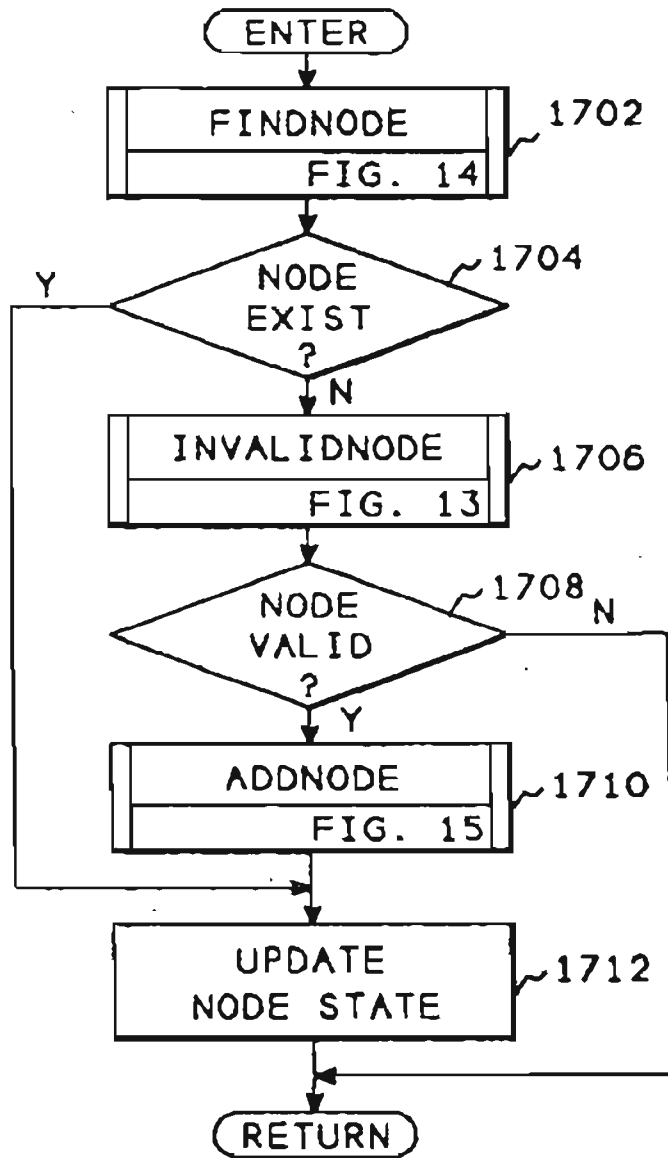 ENTER
FINDNODE
FIG. 14
1702
NODE
EXIST
?
1704
Y
N
INVALIDNODE
FIG. 13
1706
NODE
VALID
?
1708
N
Y
ADDNODE
FIG. 15
1710
UPDATE
NODE STATE
1712
RETURN